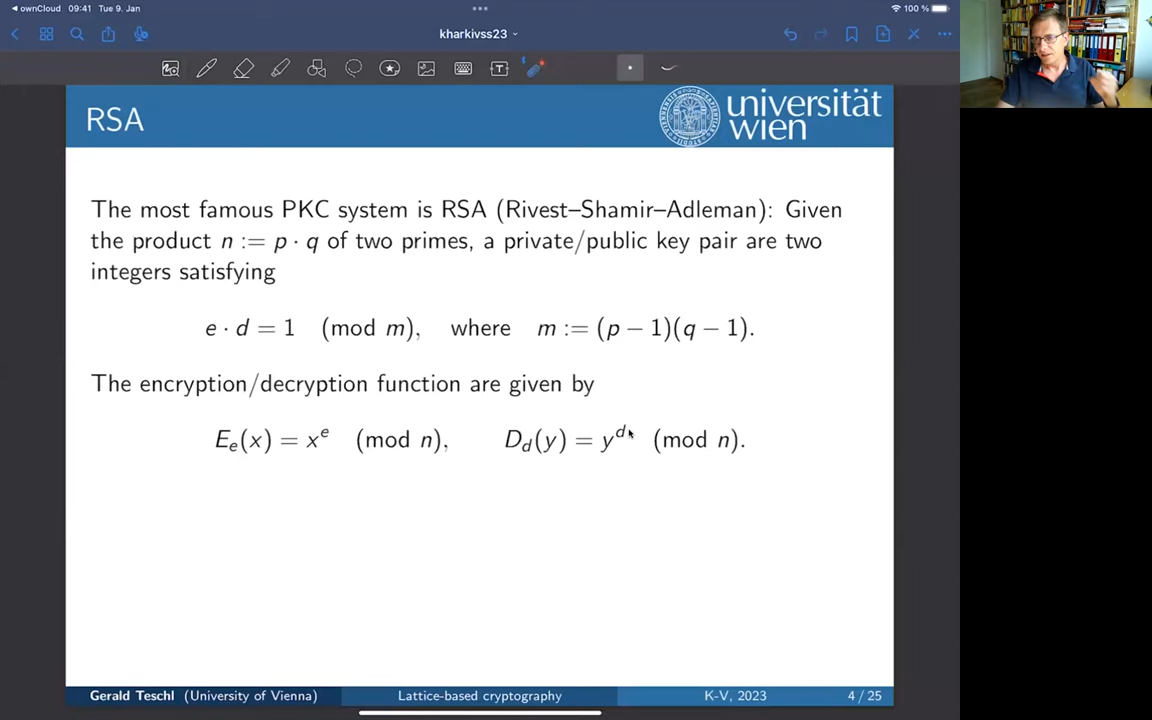 ownCloud 09:41 Tue 9. Jan
100 %
kharkivss23
T
RSA
universität
wien
The most famous PKC system is RSA (Rivest–Shamir–Adleman): Given
the product n := p · q of two primes, a private/public key pair are two
integers satisfying
e · d = 1 (mod m), where m := (p − 1)(q − 1).
The encryption/decryption function are given by
Eₑ(x) = xᵉ (mod n), D_d(y) = yᵈ (mod n).
Gerald Teschl (University of Vienna) Lattice-based cryptography K-V, 2023 4 / 25